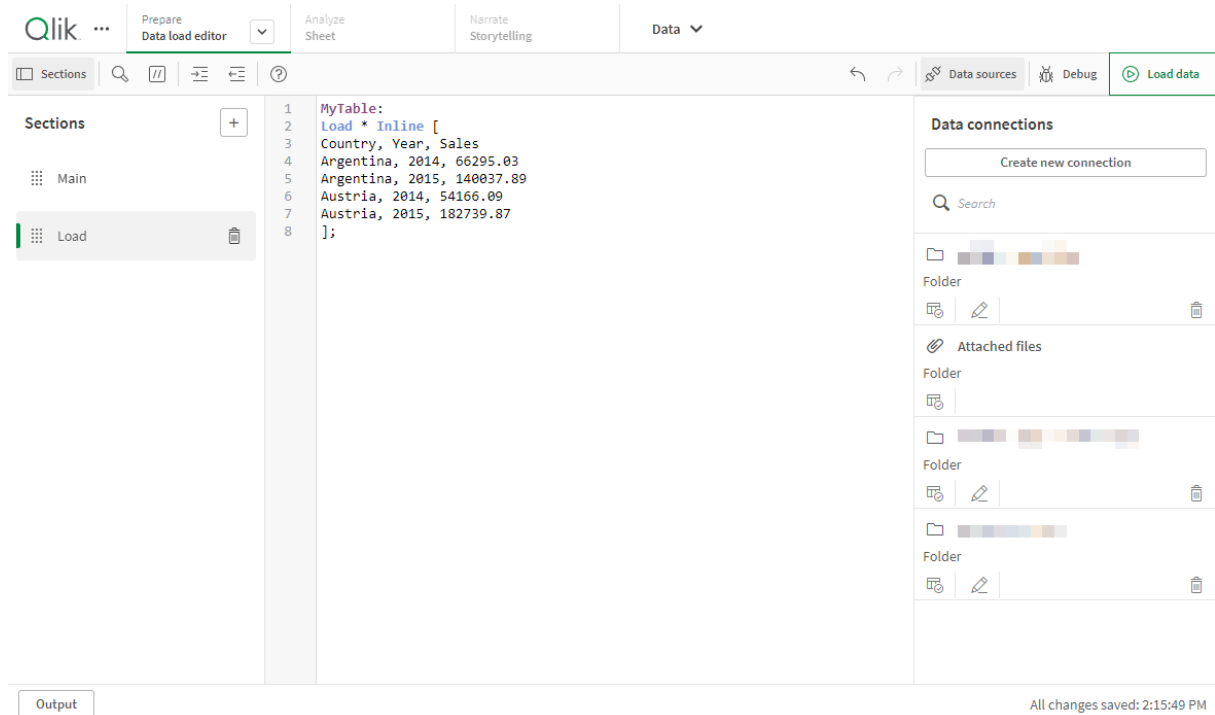 Qlik
Prepare
Data load editor
Analyze
Sheet
Narrate
Storytelling
Data
Sections
//
?
Data sources
Debug
Load data
Sections
+
Main
Load
1 MyTable:
2 Load * Inline [
3 Country, Year, Sales
4 Argentina, 2014, 66295.03
5 Argentina, 2015, 140037.89
6 Austria, 2014, 54166.09
7 Austria, 2015, 182739.87
8 ];
Data connections
Create new connection
Search
Folder
Attached files
Folder
Folder
Folder
Output
All changes saved: 2:15:49 PM